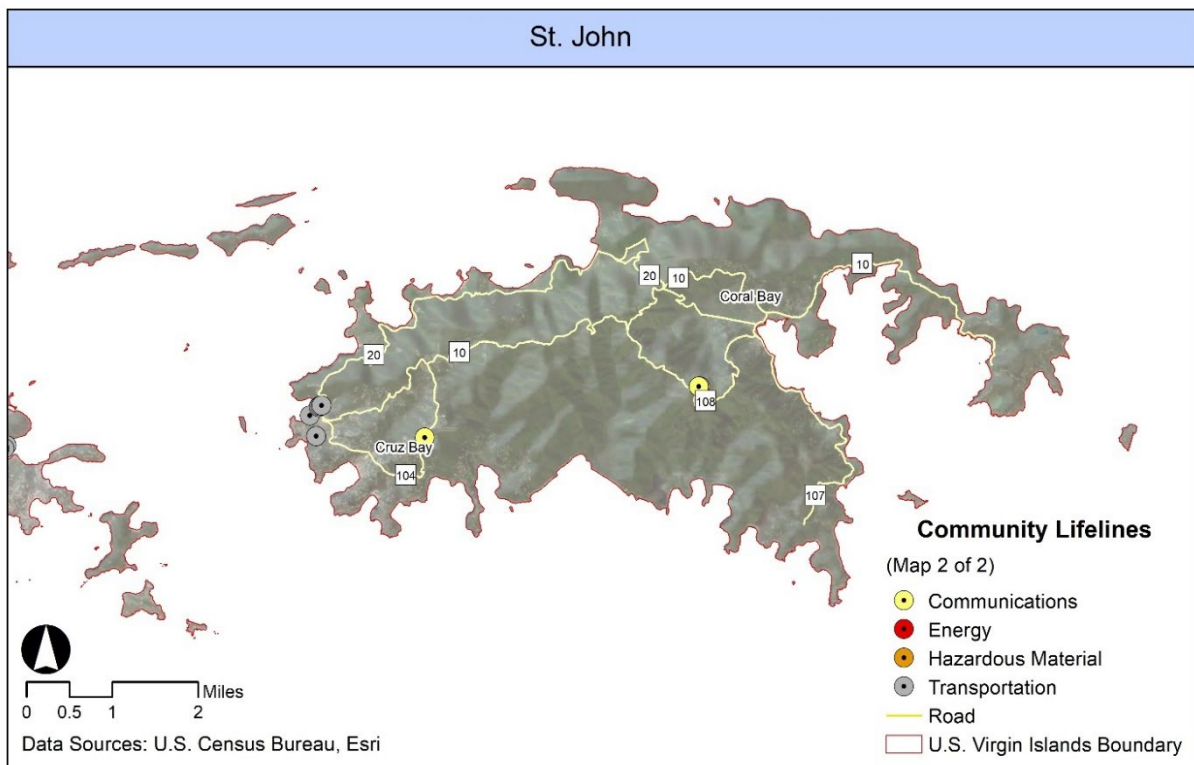 St. John
20
10
10
Coral Bay
20
10
108
Cruz Bay
104
107
Community Lifelines
(Map 2 of 2)
Communications
Energy
Hazardous Material
Transportation
Road
U.S. Virgin Islands Boundary
Miles
0 0.5 1 2
Data Sources: U.S. Census Bureau, Esri